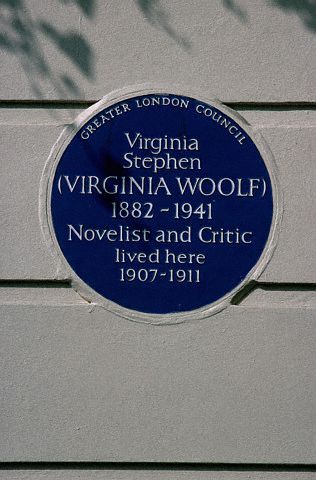 GREATER LONDON COUNCIL
Virginia
Stephen
(VIRGINIA WOOLF)
1882-1941
Novelist and Critic
lived here
1907-1911